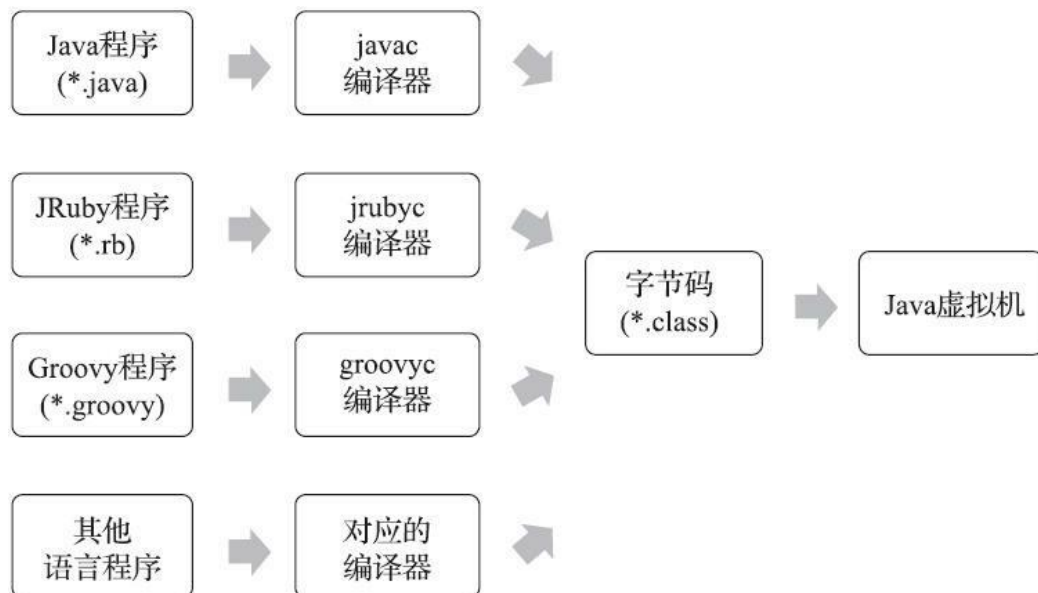 Java程序
(*.java)
javac
编译器
JRuby程序
(*.rb)
jrubyc
编译器
Groovy程序
(*.groovy)
groovyc
编译器
其他
语言程序
对应的
编译器
字节码
(*.class)
Java虚拟机